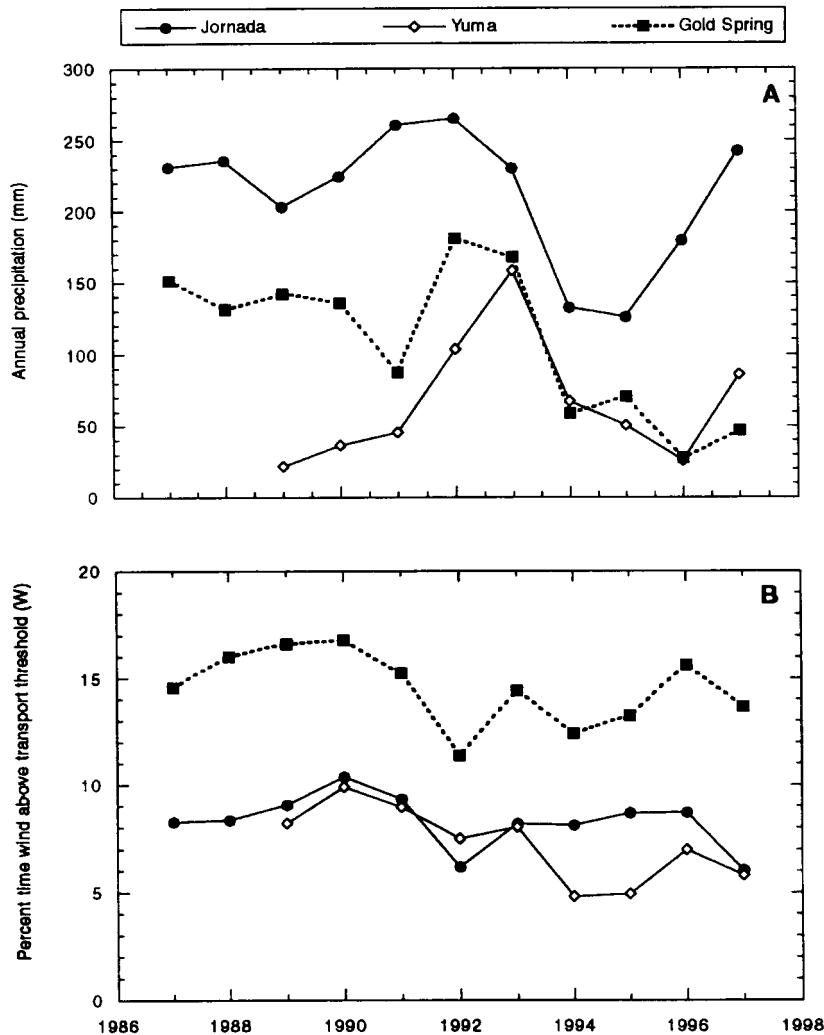 Jornada Yuma Gold Spring
A
300
250
200
150
100
50
0
Annual precipitation (mm)
B
20
15
10
5
0
Percent time wind above transport threshold (W)
1986 1988 1990 1992 1994 1996 1998